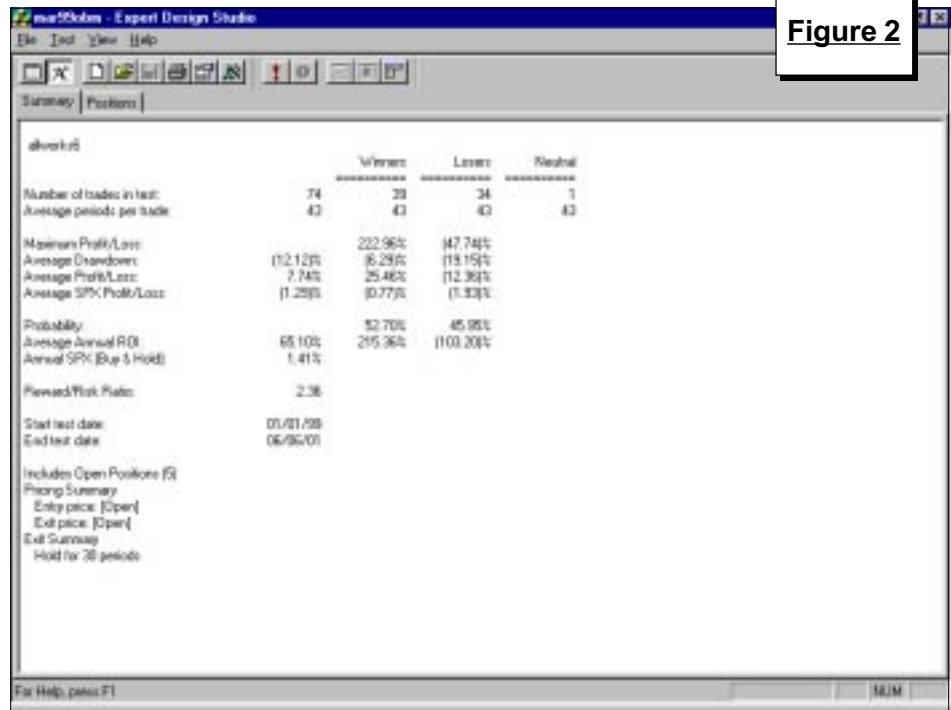 mar99obm - Expert Design Studio
Figure 2
File Test View Help
Summary Positions
Winners Losers Neutral
========== ========== ==========
Number of trades in test: 74 39 34 1
Average periods per trade: 43 43 43 43
Maximum Profit/Loss: 222.96% (47.74)%
Average Drawdown: (12.12)% (6.29)% (19.15)%
Average Profit/Loss: 7.74% 25.46% (12.36)%
Average SPX Profit/Loss: (1.29)% (0.77)% (1.93)%
Probability: 52.70% 45.95%
Average Annual ROI: 65.10% 215.36% (103.20)%
Annual SPX (Buy & Hold): 1.41%
Reward/Risk Ratio: 2.36
Start test date:
End test date: 06/06/01
Includes Open Positions (5)
Pricing Summary
Entry price: [Open]
Exit price: [Open]
Exit Summary
Hold for 30 periods
For Help, press F1
NUM